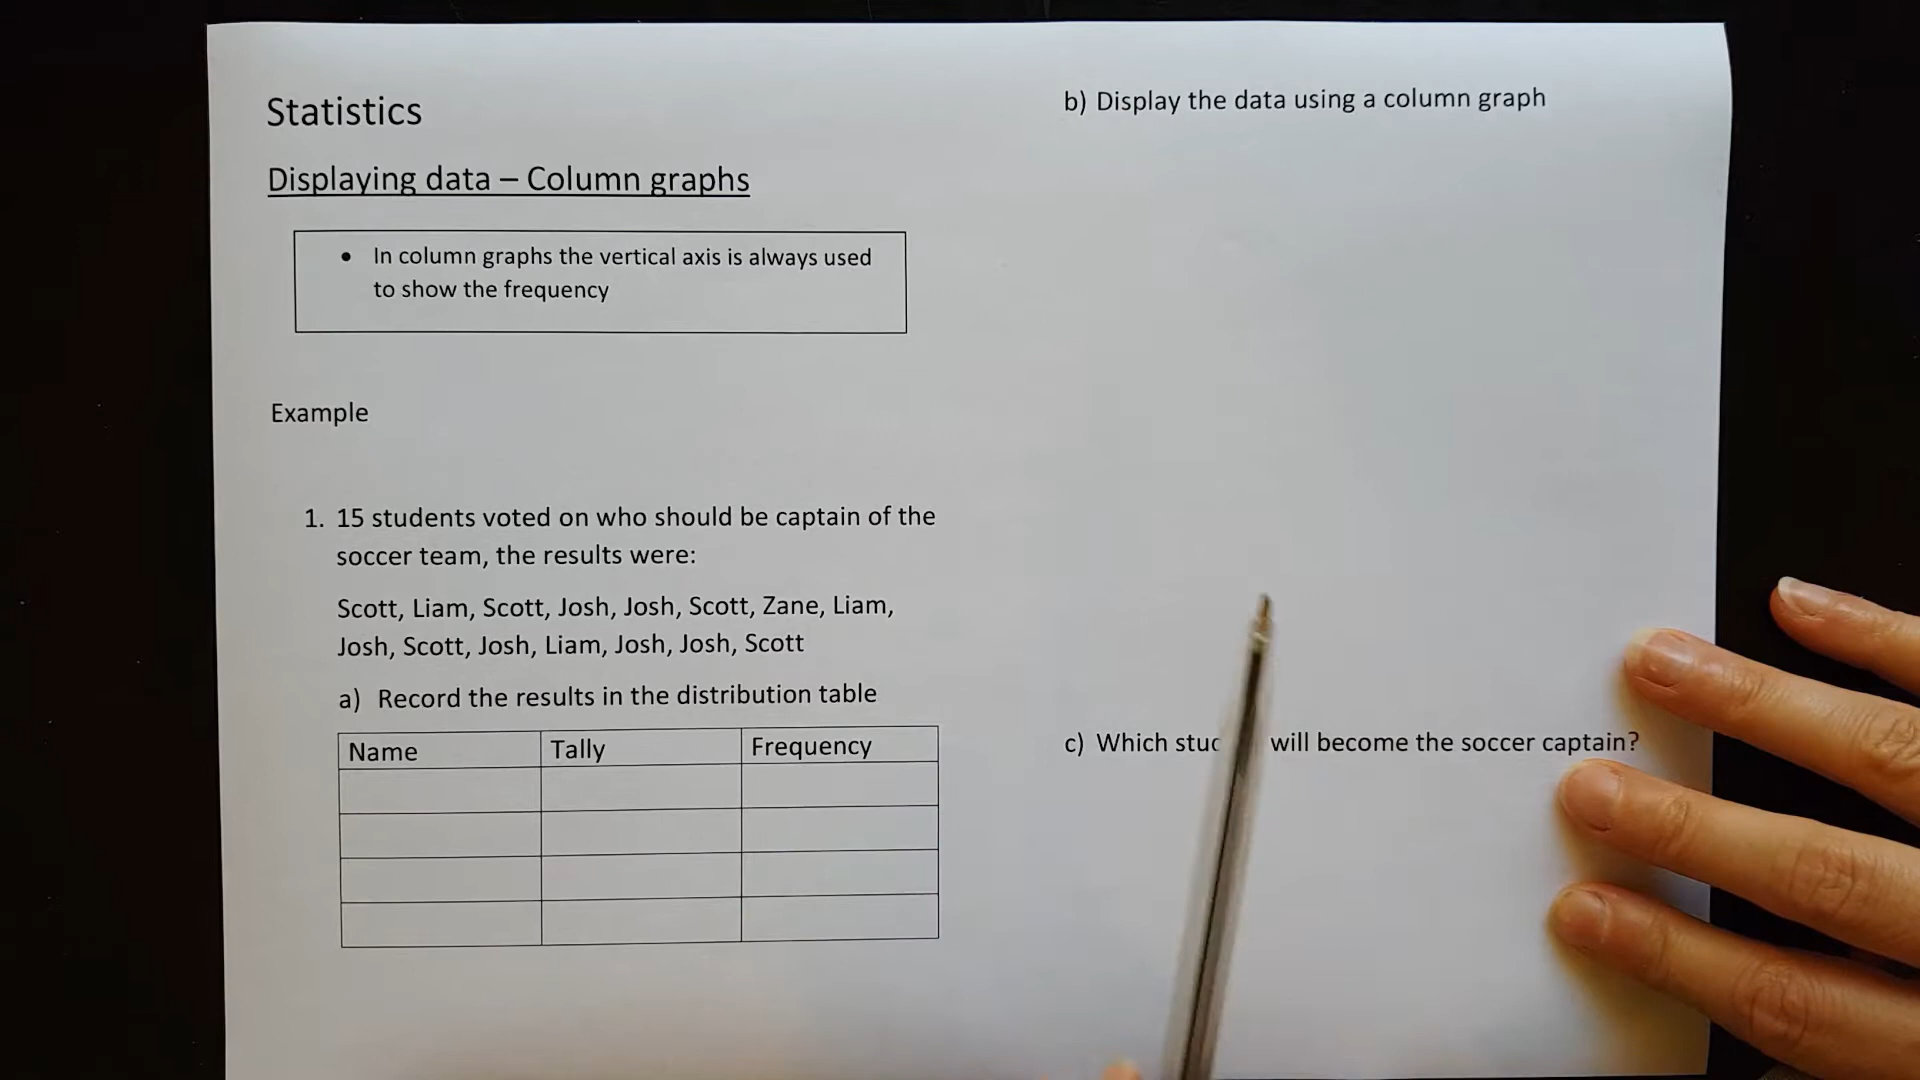 Statistics
Displaying data – Column graphs
• In column graphs the vertical axis is always used
to show the frequency
Example
1. 15 students voted on who should be captain of the
soccer team, the results were:
Scott, Liam, Scott, Josh, Josh, Scott, Zane, Liam,
Josh, Scott, Josh, Liam, Josh, Josh, Scott
a) Record the results in the distribution table
Name Tally Frequency
b) Display the data using a column graph
c) Which will become the soccer captain?